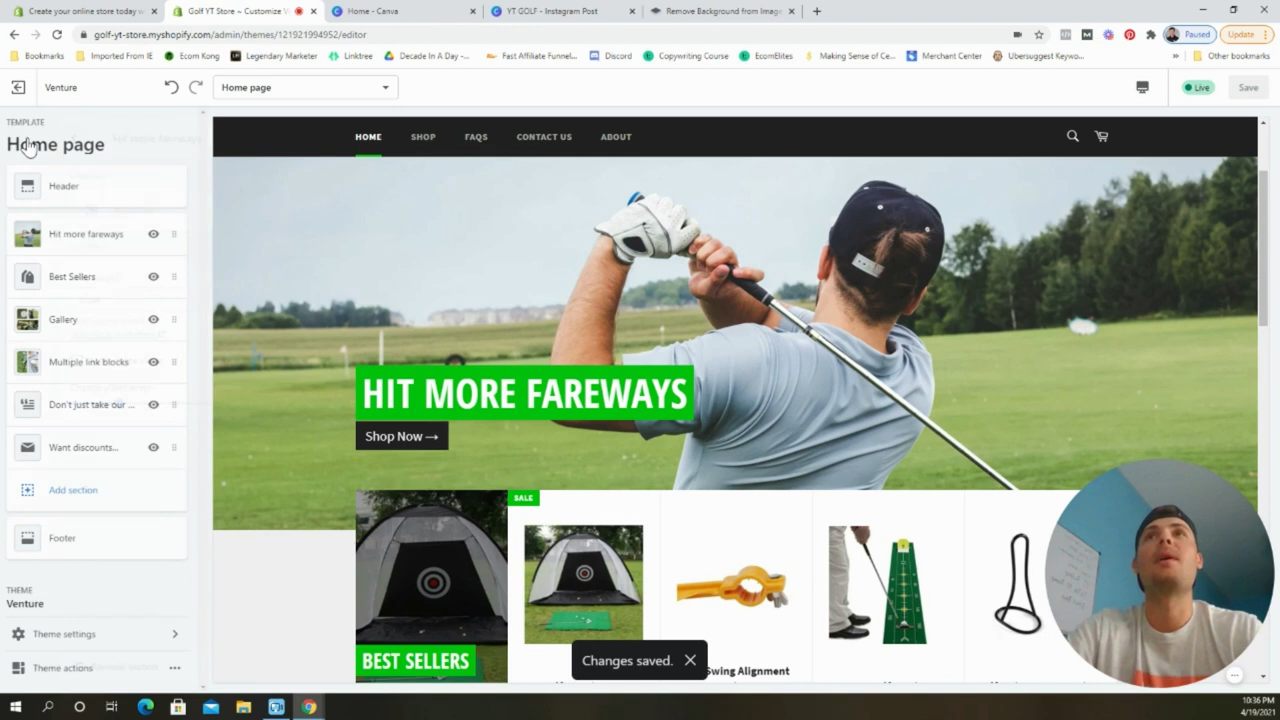 Create your online store today w
Golf YT Store ~ Customize V
Home - Canva
YT GOLF - Instagram Post
Remove Background from Image
golf-yt-store.myshopify.com/admin/themes/121921994952/editor
Paused
Update
Bookmarks
Imported From IE
Ecom Kong
Legendary Marketer
Linktree
Decade In A Day -...
Fast Affiliate Funnel...
Discord
Copywriting Course
EcomElites
Making Sense of Ce...
Merchant Center
Ubersuggest Keywo...
»
Other bookmarks
Venture
Home page
Live
Save
TEMPLATE
Home page
Header
Hit more fareways
Best Sellers
Gallery
Multiple link blocks
Don't just take our ...
Want discounts...
Add section
Footer
THEME
Venture
Theme settings
Theme actions
HOME
SHOP
FAQS
CONTACT US
ABOUT
HIT MORE FAREWAYS
Shop Now →
SALE
BEST SELLERS
Swing Alignment
Changes saved.
10:36 PM
4/19/2021